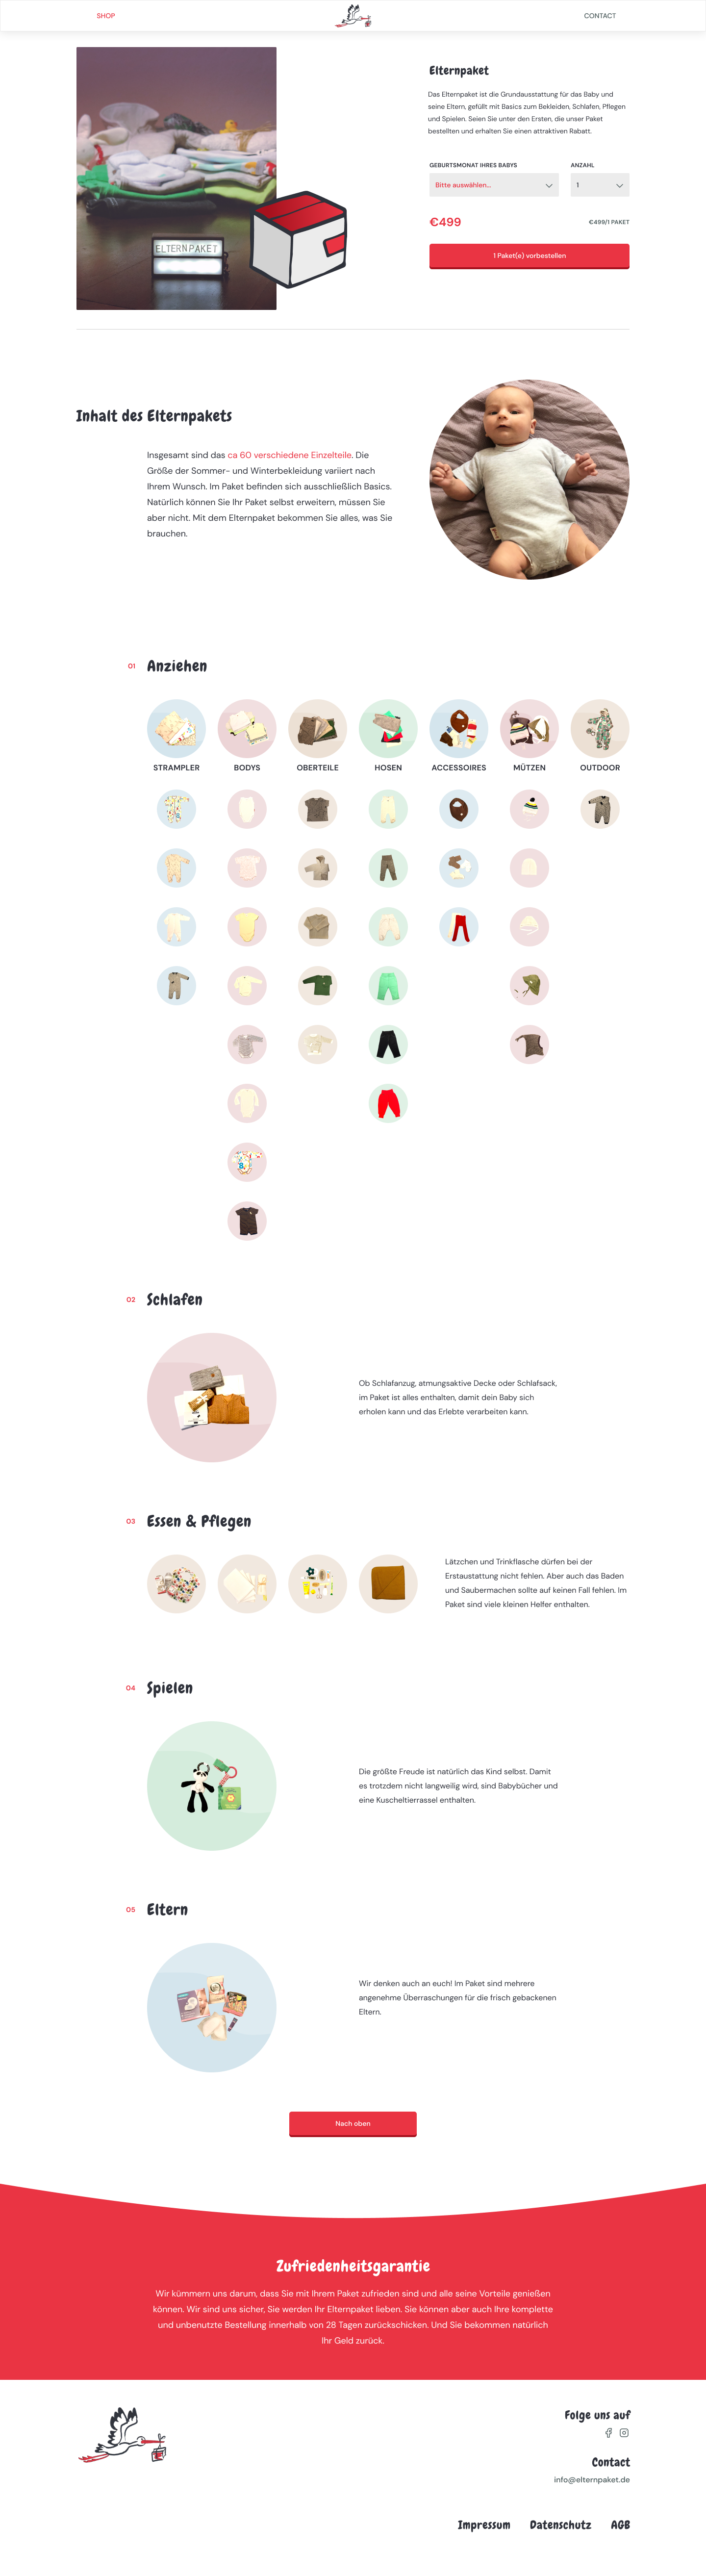 SHOP
CONTACT
Elternpaket
Das Elternpaket ist die Grundausstattung für das Baby und
seine Eltern, gefüllt mit Basics zum Bekleiden, Schlafen, Pflegen
und Spielen. Seien Sie unter den Ersten, die unser Paket
bestellten und erhalten Sie einen attraktiven Rabatt.
GEBURTSMONAT IHRES BABYS
ANZAHL
Bitte auswählen...
1
€499
€499/1 PAKET
1 Paket(e) vorbestellen
ELTERNPAKET
Inhalt des Elternpakets
Insgesamt sind das ca 60 verschiedene Einzelteile. Die
Größe der Sommer- und Winterbekleidung variiert nach
Ihrem Wunsch. Im Paket befinden sich ausschließlich Basics.
Natürlich können Sie Ihr Paket selbst erweitern, müssen Sie
aber nicht. Mit dem Elternpaket bekommen Sie alles, was Sie
brauchen.
01 Anziehen
STRAMPLER
BODYS
OBERTEILE
HOSEN
ACCESSOIRES
MÜTZEN
OUTDOOR
02 Schlafen
Ob Schlafanzug, atmungsaktive Decke oder Schlafsack,
im Paket ist alles enthalten, damit dein Baby sich
erholen kann und das Erlebte verarbeiten kann.
03 Essen & Pflegen
Lätzchen und Trinkflasche dürfen bei der
Erstaustattung nicht fehlen. Aber auch das Baden
und Saubermachen sollte auf keinen Fall fehlen. Im
Paket sind viele kleinen Helfer enthalten.
04 Spielen
Die größte Freude ist natürlich das Kind selbst. Damit
es trotzdem nicht langweilig wird, sind Babybücher und
eine Kuscheltierrassel enthalten.
05 Eltern
Wir denken auch an euch! Im Paket sind mehrere
angenehme Überraschungen für die frisch gebackenen
Eltern.
Nach oben
Zufriedenheitsgarantie
Wir kümmern uns darum, dass Sie mit Ihrem Paket zufrieden sind und alle seine Vorteile genießen
können. Wir sind uns sicher, Sie werden Ihr Elternpaket lieben. Sie können aber auch Ihre komplette
und unbenutzte Bestellung innerhalb von 28 Tagen zurückschicken. Und Sie bekommen natürlich
Ihr Geld zurück.
Folge uns auf
Contact
info@elternpaket.de
Impressum
Datenschutz
AGB